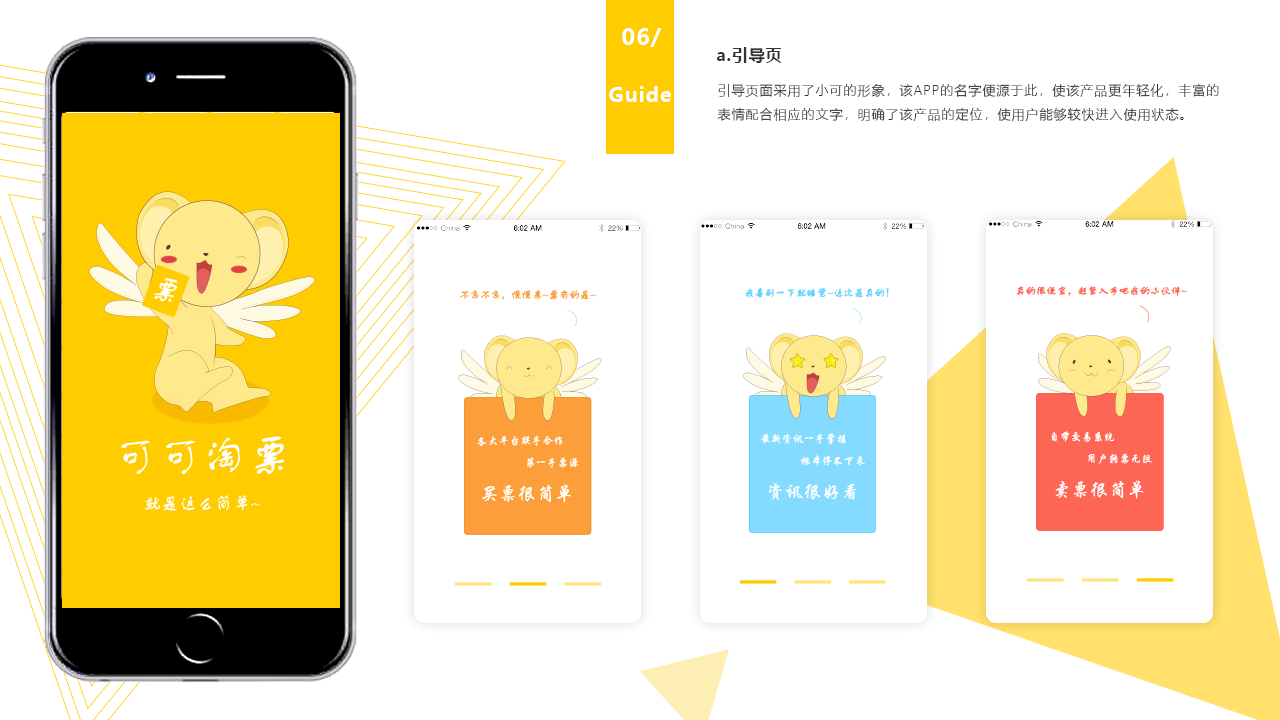 06/
Guide
a.引导页
引导页面采用了小可的形象，该APP的名字便源于此，使该产品更年轻化，丰富的
表情配合相应的文字，明确了该产品的定位，使用户能够较快进入使用状态。
票
可可淘票
就是这么简单~
China
6:02 AM
22%
不急不急，慢慢来~票有的是~
各大平台联手合作
第一手票源
买票很简单
China
6:02 AM
22%
我要刷一下就睡觉~这次是真的！
最新资讯一手掌握
根本停不下来
资讯很好看
China
6:02 AM
22%
真的很便宜，赶紧入手吧我的小伙伴~
自带交易系统
用户转票无阻
卖票很简单